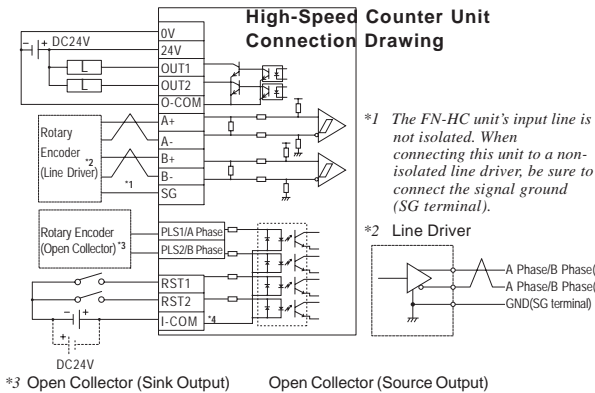 High-Speed Counter Unit
Connection Drawing
0V
DC24V
24V
L
OUT1
L
OUT2
O-COM
A+
A-
B+
B-
SG
Rotary
Encoder
*2
(Line Driver)
*1
Rotary Encoder
(Open Collector)*3
PLS1/A Phase
PLS2/B Phase
RST1
RST2
I-COM
*4
DC24V
*1 The FN-HC unit's input line is
not isolated. When
connecting this unit to a non-
isolated line driver, be sure to
connect the signal ground
(SG terminal).
*2 Line Driver
A Phase/B Phase(
A Phase/B Phase(
GND(SG terminal)
*3 Open Collector (Sink Output)
Open Collector (Source Output)